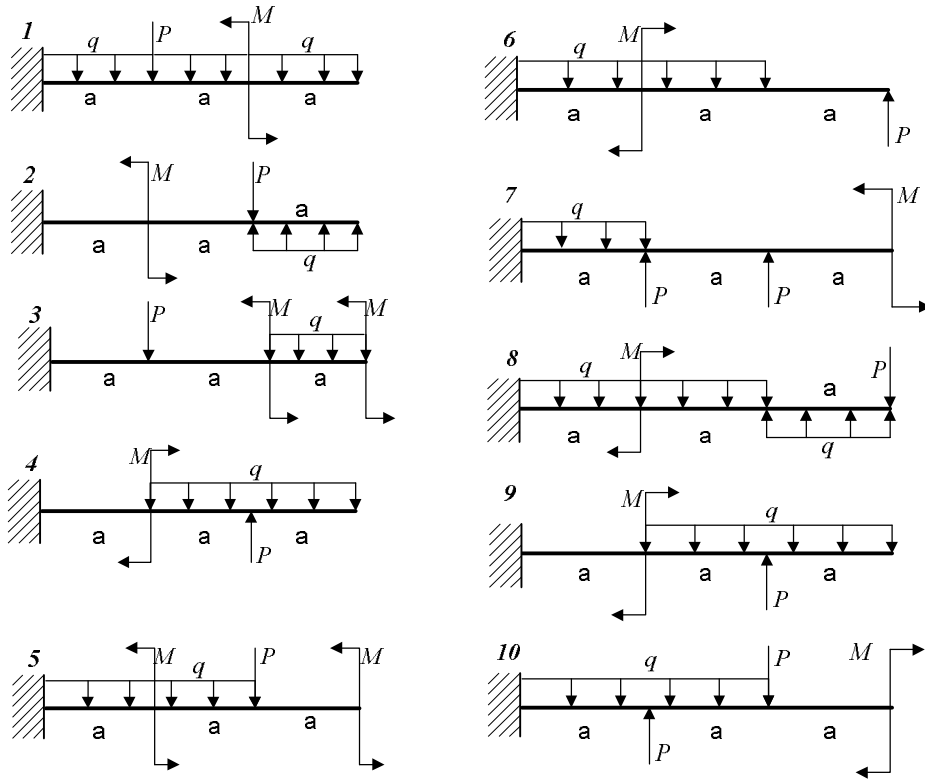 1 q P M q
a a a
2 M P
a
a a q
3 P M M
q
a a a
4 M q
a a a
P
5 M P M
q
a a a
6 M
q
a a a
P
7 q M
a a a
P P
8 M P
q a
a a q
9 M
q
a a a
P
10 q P M
a a a
P